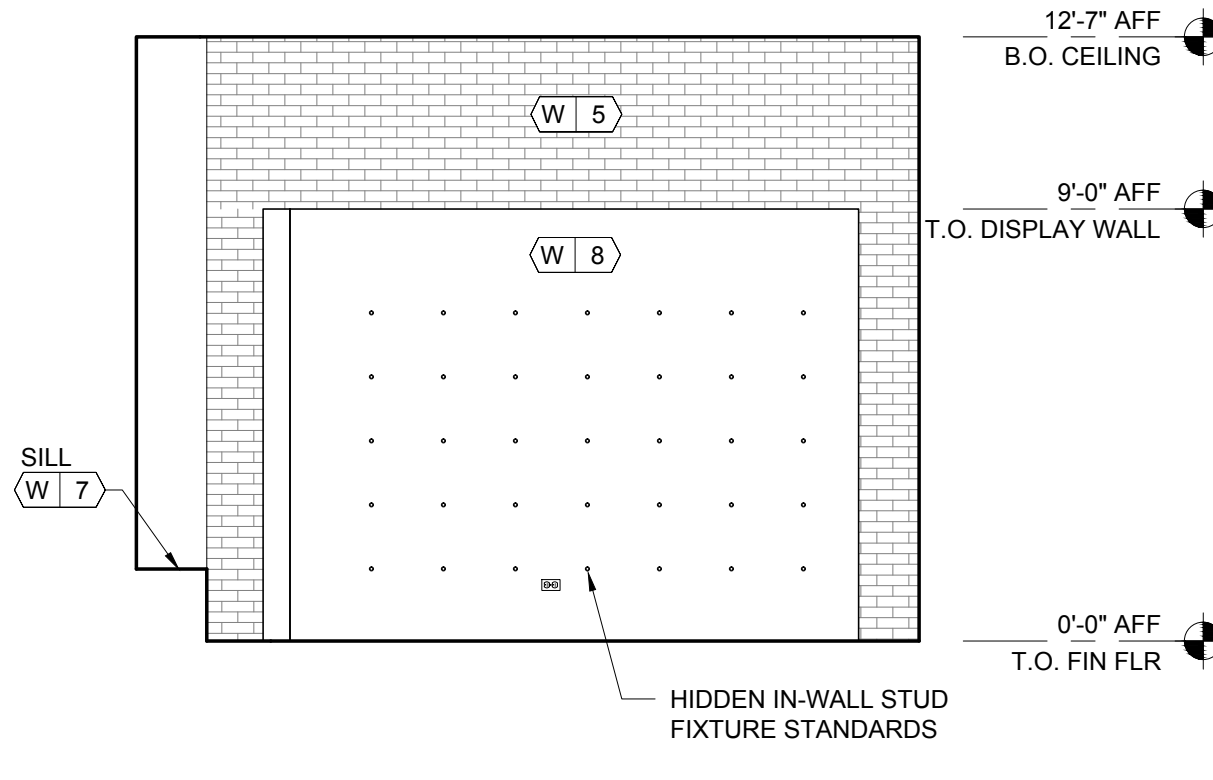 12'-7" AFF
B.O. CEILING
W 5
9'-0" AFF
T.O. DISPLAY WALL
W 8
SILL
W 7
0'-0" AFF
T.O. FIN FLR
HIDDEN IN-WALL STUD
FIXTURE STANDARDS